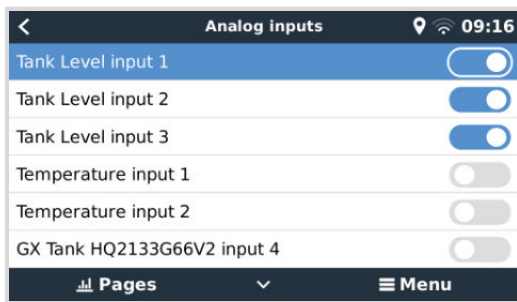 Analog inputs 09:16
Tank Level input 1
Tank Level input 2
Tank Level input 3
Temperature input 1
Temperature input 2
GX Tank HQ2133G66V2 input 4
Pages Menu